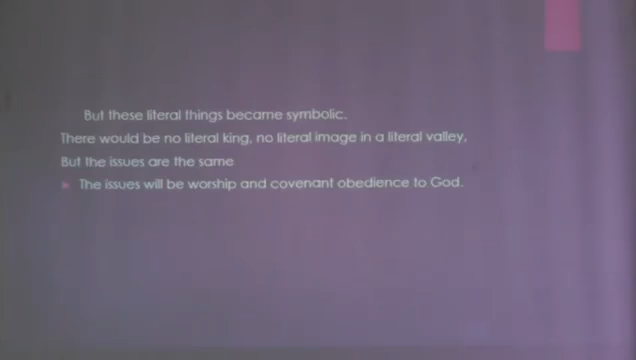 But these literal things became symbolic.
There would be no literal king, no literal image in a literal valley,
But the issues are the same
The issues will be worship and covenant obedience to God.